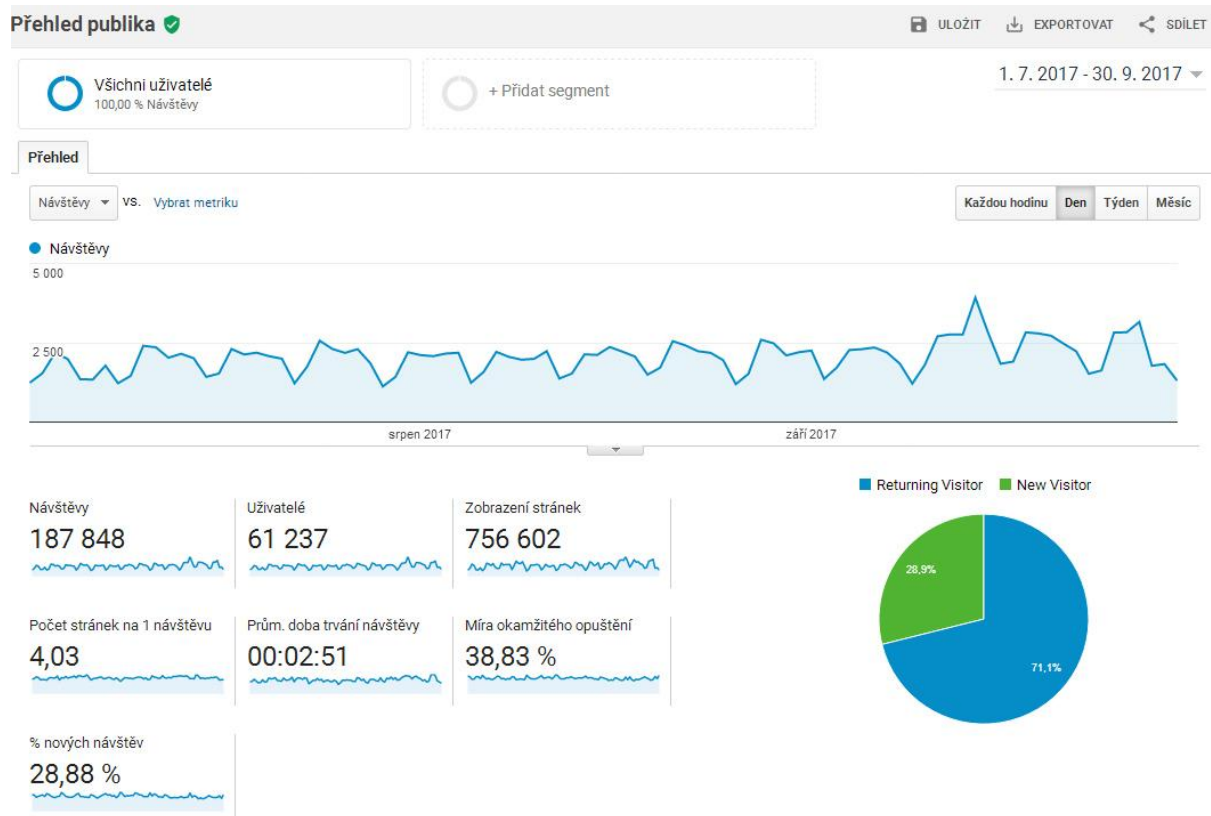 Přehled publika
ULOŽIT
EXPORTOVAT
SDÍLET
Všichni uživatelé
100,00 % Návštěvy
+ Přidat segment
1. 7. 2017 - 30. 9. 2017
Přehled
Návštěvy
VS.
Vybrat metriku
Každou hodinu
Den
Týden
Měsíc
Návštěvy
5 000
2 500
srpen 2017
září 2017
Returning Visitor
New Visitor
Návštěvy
187 848
Uživatelé
61 237
Zobrazení stránek
756 602
28,9%
71,1%
Počet stránek na 1 návštěvu
4,03
Prům. doba trvání návštěvy
00:02:51
Míra okamžitého opuštění
38,83 %
% nových návštěv
28,88 %